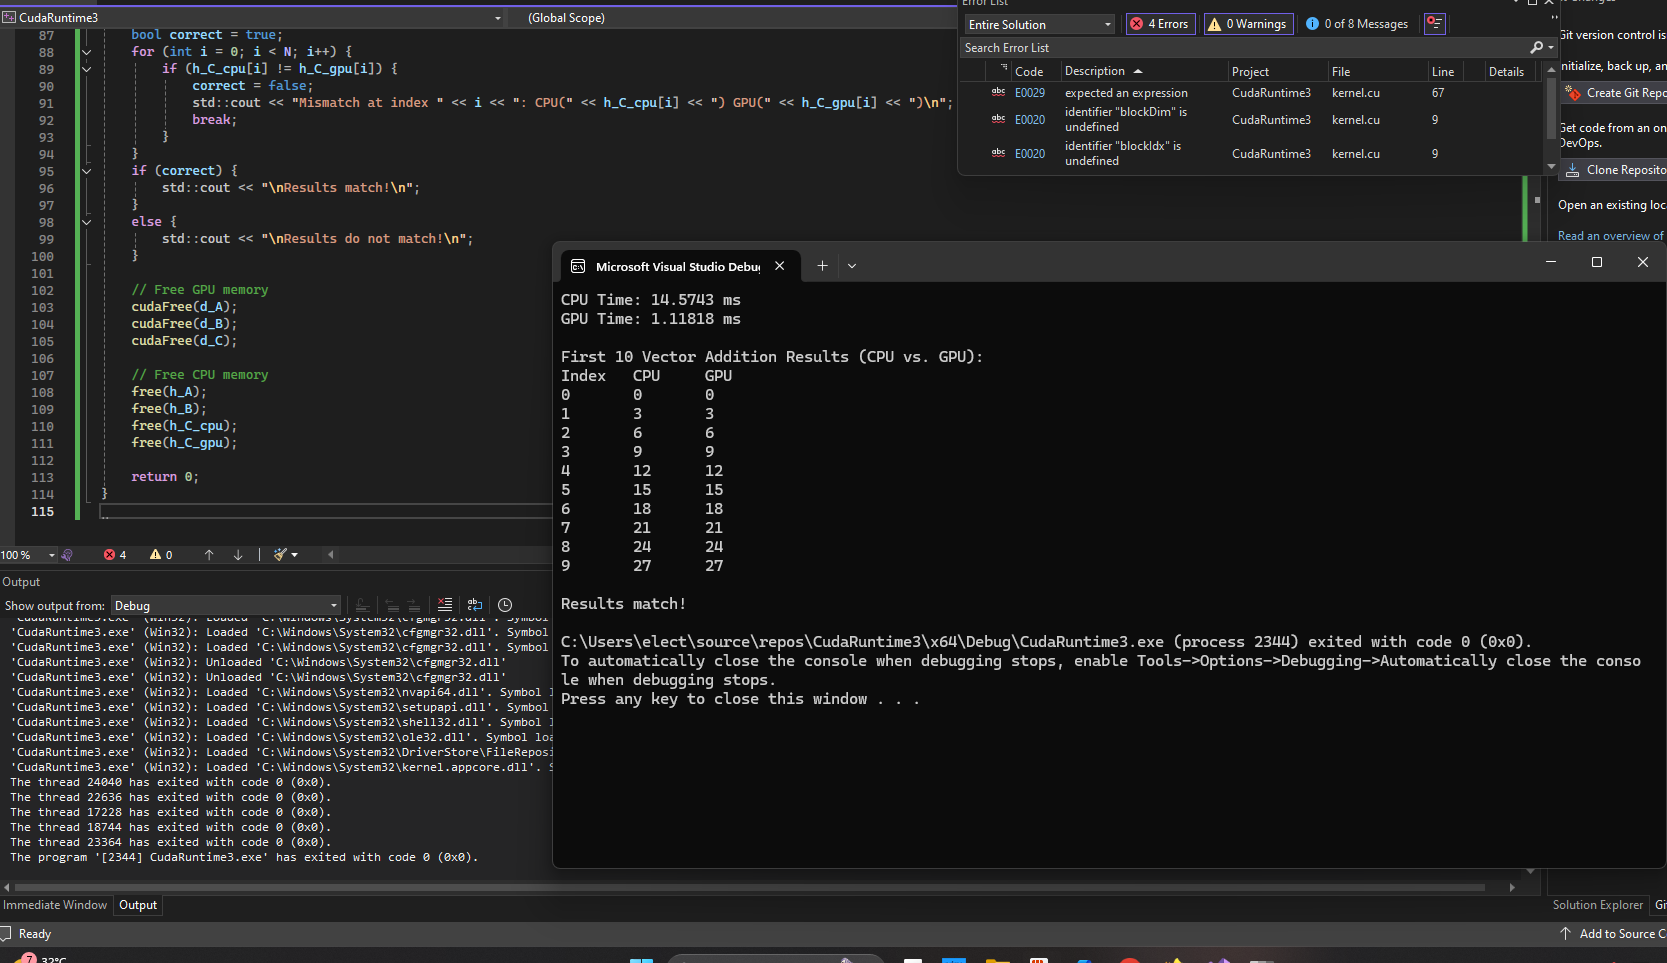 CudaRuntime3
(Global Scope)
87 bool correct = true;
88 for (int i = 0; i < N; i++) {
89 if (h_C_cpu[i] != h_C_gpu[i]) {
90 correct = false;
91 std::cout << "Mismatch at index " << i << ": CPU(" << h_C_cpu[i] << ") GPU(" << h_C_gpu[i] << ")\n";
92 break;
93 }
94 }
95 if (correct) {
96 std::cout << "\nResults match!\n";
97 }
98 else {
99 std::cout << "\nResults do not match!\n";
100 }
101
102 // Free GPU memory
103 cudaFree(d_A);
104 cudaFree(d_B);
105 cudaFree(d_C);
106
107 // Free CPU memory
108 free(h_A);
109 free(h_B);
110 free(h_C_cpu);
111 free(h_C_gpu);
112
113 return 0;
114 }
115
100 %
4
0
Error List
Entire Solution
4 Errors
0 Warnings
0 of 8 Messages
Search Error List
Code Description Project File Line Details
abc E0029 expected an expression CudaRuntime3 kernel.cu 67
abc E0020 identifier "blockDim" is undefined CudaRuntime3 kernel.cu 9
abc E0020 identifier "blockIdx" is undefined CudaRuntime3 kernel.cu 9
Git version control is
initialize, back up, an
Create Git Repo
Get code from an on
DevOps.
Clone Reposito
Open an existing loc
Read an overview of
Microsoft Visual Studio Debug
CPU Time: 14.5743 ms
GPU Time: 1.11818 ms
First 10 Vector Addition Results (CPU vs. GPU):
Index CPU GPU
0 0 0
1 3 3
2 6 6
3 9 9
4 12 12
5 15 15
6 18 18
7 21 21
8 24 24
9 27 27
Results match!
C:\Users\elect\source\repos\CudaRuntime3\x64\Debug\CudaRuntime3.exe (process 2344) exited with code 0 (0x0).
To automatically close the console when debugging stops, enable Tools->Options->Debugging->Automatically close the conso
le when debugging stops.
Press any key to close this window . . .
Output
Show output from: Debug
'CudaRuntime3.exe' (Win32): Loaded 'C:\Windows\System32\cfgmgr32.dll'. Symbol
'CudaRuntime3.exe' (Win32): Loaded 'C:\Windows\System32\cfgmgr32.dll'. Symbol
'CudaRuntime3.exe' (Win32): Loaded 'C:\Windows\System32\cfgmgr32.dll'. Symbol
'CudaRuntime3.exe' (Win32): Unloaded 'C:\Windows\System32\cfgmgr32.dll'
'CudaRuntime3.exe' (Win32): Unloaded 'C:\Windows\System32\cfgmgr32.dll'
'CudaRuntime3.exe' (Win32): Loaded 'C:\Windows\System32\nvapi64.dll'. Symbol l
'CudaRuntime3.exe' (Win32): Loaded 'C:\Windows\System32\setupapi.dll'. Symbol
'CudaRuntime3.exe' (Win32): Loaded 'C:\Windows\System32\shell32.dll'. Symbol l
'CudaRuntime3.exe' (Win32): Loaded 'C:\Windows\System32\ole32.dll'. Symbol loa
'CudaRuntime3.exe' (Win32): Loaded 'C:\Windows\System32\DriverStore\FileReposi
'CudaRuntime3.exe' (Win32): Loaded 'C:\Windows\System32\kernel.appcore.dll'. S
The thread 24040 has exited with code 0 (0x0).
The thread 22636 has exited with code 0 (0x0).
The thread 17228 has exited with code 0 (0x0).
The thread 18744 has exited with code 0 (0x0).
The thread 23364 has exited with code 0 (0x0).
The program '[2344] CudaRuntime3.exe' has exited with code 0 (0x0).
Immediate Window Output
Solution Explorer Gi
Ready
Add to Source C
7 32°C